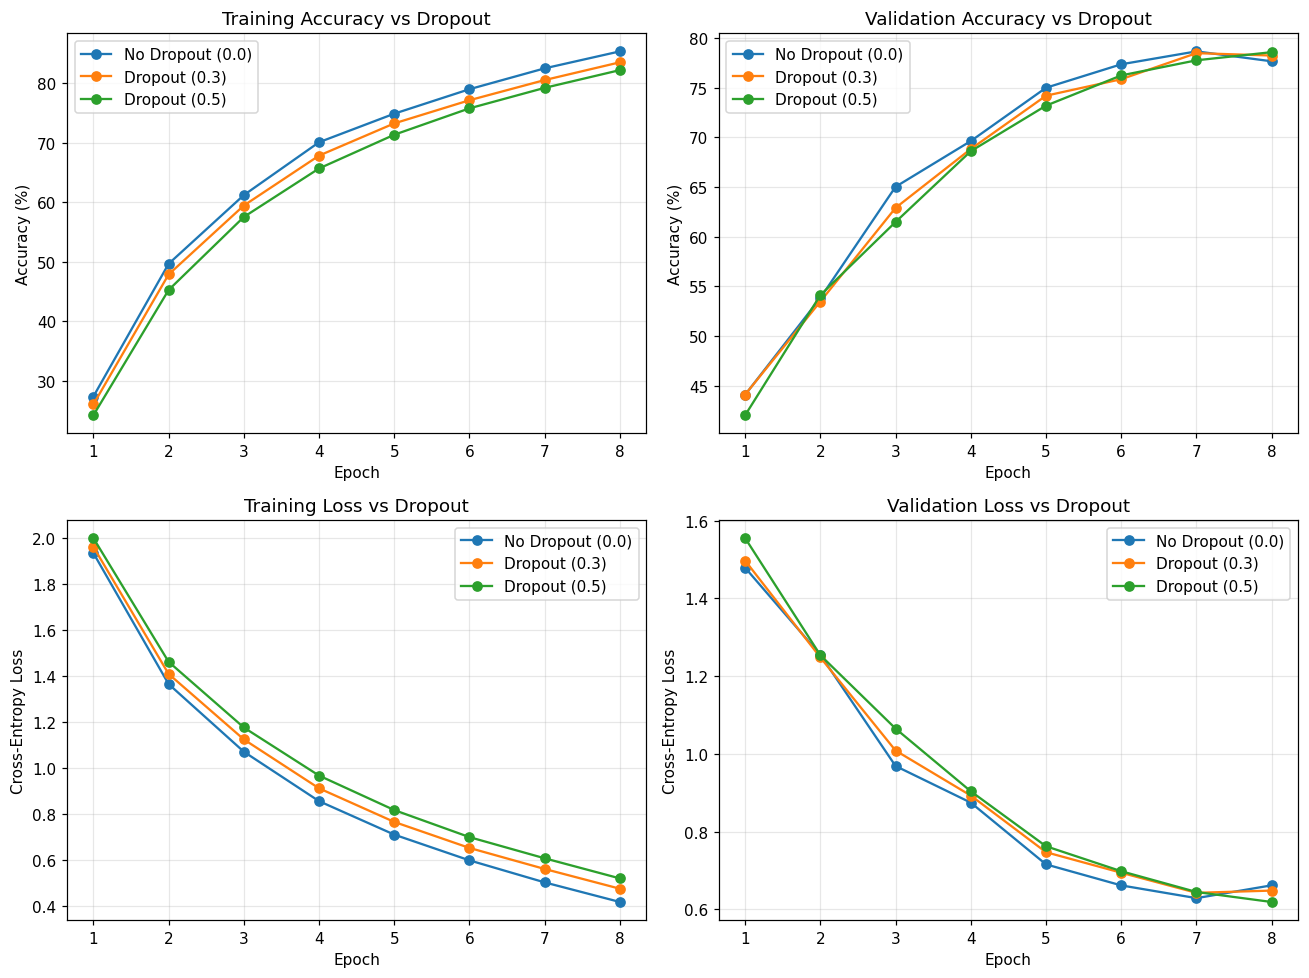 Training Accuracy vs Dropout
No Dropout (0.0)
Dropout (0.3)
Dropout (0.5)
Accuracy (%)
80
70
60
50
40
30
1 2 3 4 5 6 7 8
Epoch
Validation Accuracy vs Dropout
No Dropout (0.0)
Dropout (0.3)
Dropout (0.5)
Accuracy (%)
80
75
70
65
60
55
50
45
1 2 3 4 5 6 7 8
Epoch
Training Loss vs Dropout
No Dropout (0.0)
Dropout (0.3)
Dropout (0.5)
Cross-Entropy Loss
2.0
1.8
1.6
1.4
1.2
1.0
0.8
0.6
0.4
1 2 3 4 5 6 7 8
Epoch
Validation Loss vs Dropout
No Dropout (0.0)
Dropout (0.3)
Dropout (0.5)
Cross-Entropy Loss
1.6
1.4
1.2
1.0
0.8
0.6
1 2 3 4 5 6 7 8
Epoch